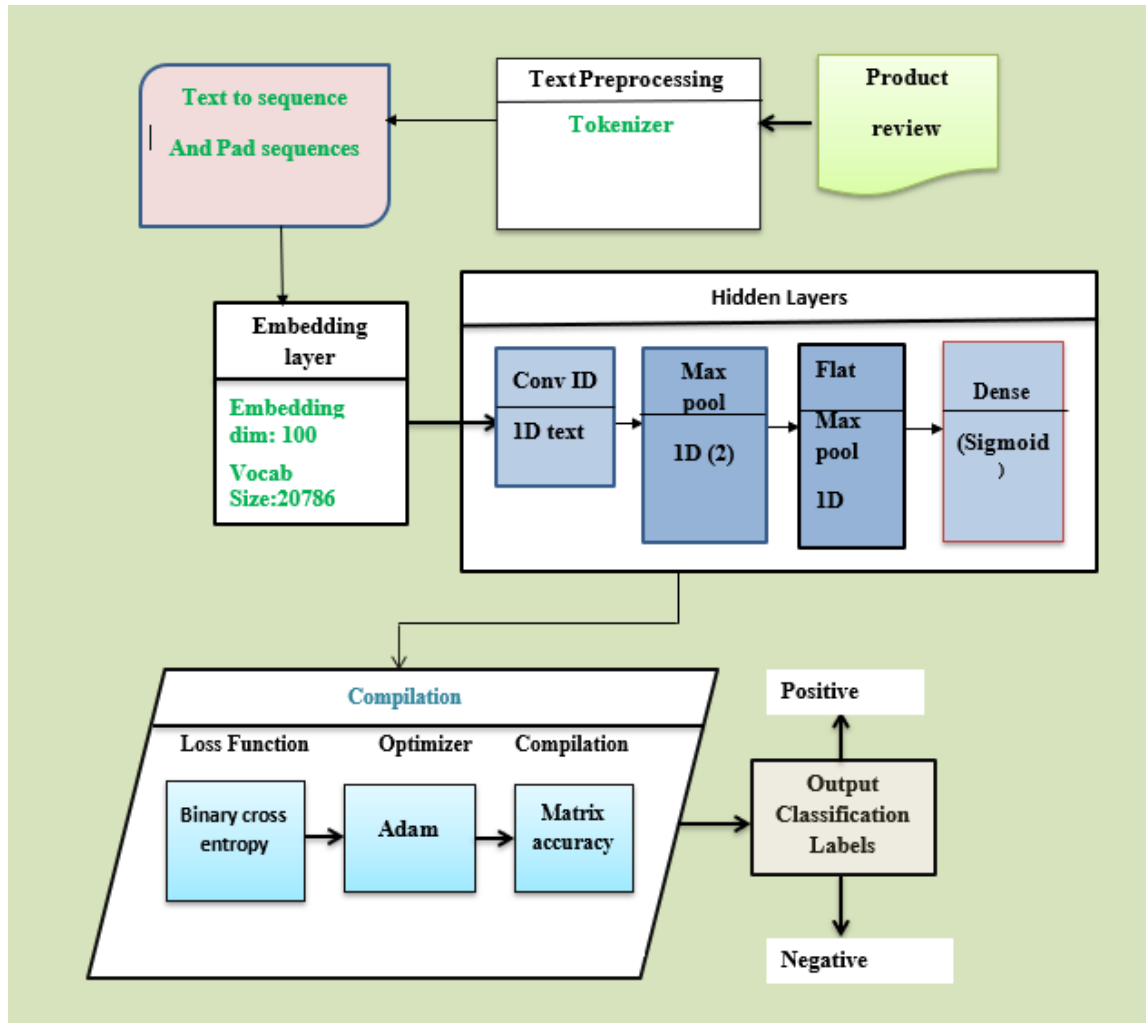 Product
review
Text Preprocessing
Tokenizer
Text to sequence
And Pad sequences
Embedding
layer
Embedding
dim: 100
Vocab
Size:20786
Hidden Layers
Conv ID
1D text
Max
pool
1D (2)
Flat
Max
pool
1D
Dense
(Sigmoid
)
Compilation
Loss Function
Optimizer
Compilation
Binary cross
entropy
Adam
Matrix
accuracy
Output
Classification
Labels
Positive
Negative